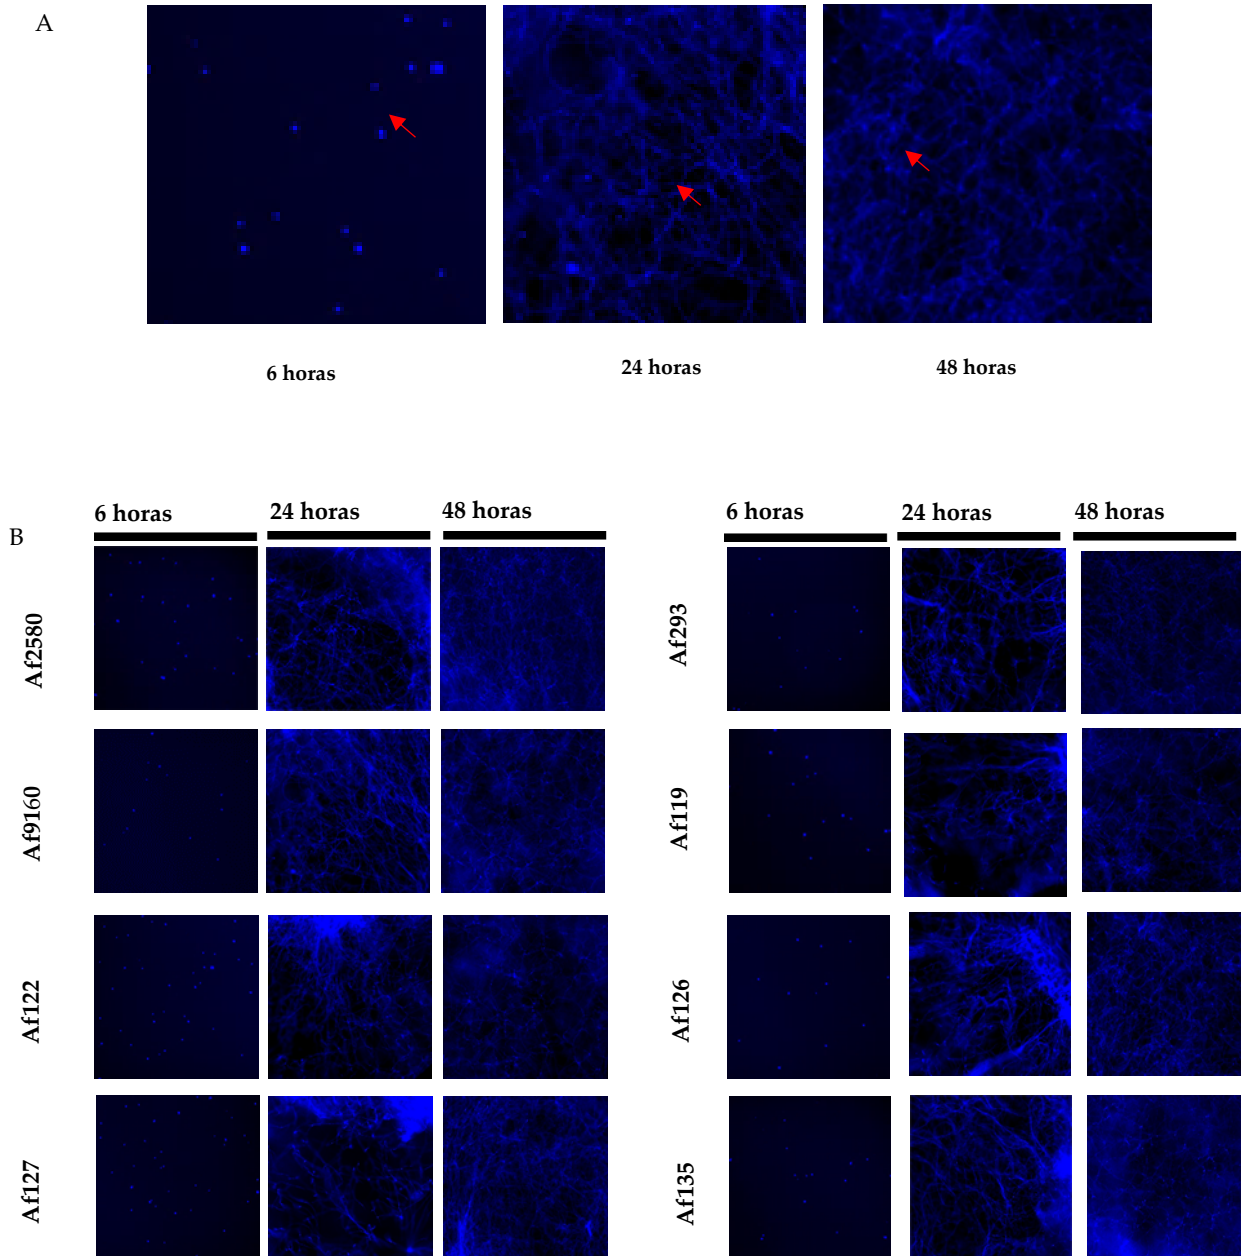 A
6 horas
24 horas
48 horas
B
6 horas
24 horas
48 horas
6 horas
24 horas
48 horas
Af2580
Af293
Af9160
Af119
Af122
Af126
Af127
Af135